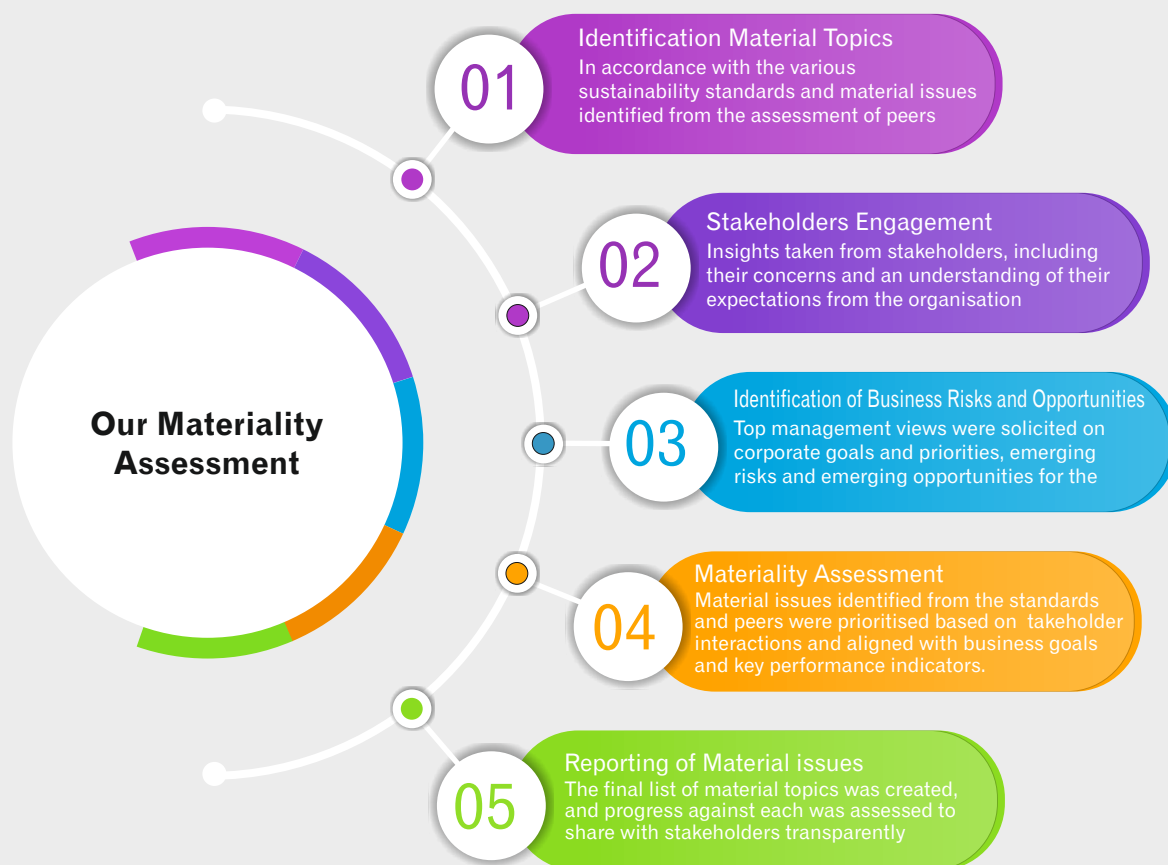 Our Materiality
Assessment
01
Identification Material Topics
In accordance with the various
sustainability standards and material issues
identified from the assessment of peers
02
Stakeholders Engagement
Insights taken from stakeholders, including
their concerns and an understanding of their
expectations from the organisation
03
Identification of Business Risks and Opportunities
Top management views were solicited on
corporate goals and priorities, emerging
risks and emerging opportunities for the
04
Materiality Assessment
Material issues identified from the standards
and peers were prioritised based on  takeholder
interactions and aligned with business goals
and key performance indicators.
05
Reporting of Material issues
The final list of material topics was created,
and progress against each was assessed to
share with stakeholders transparently